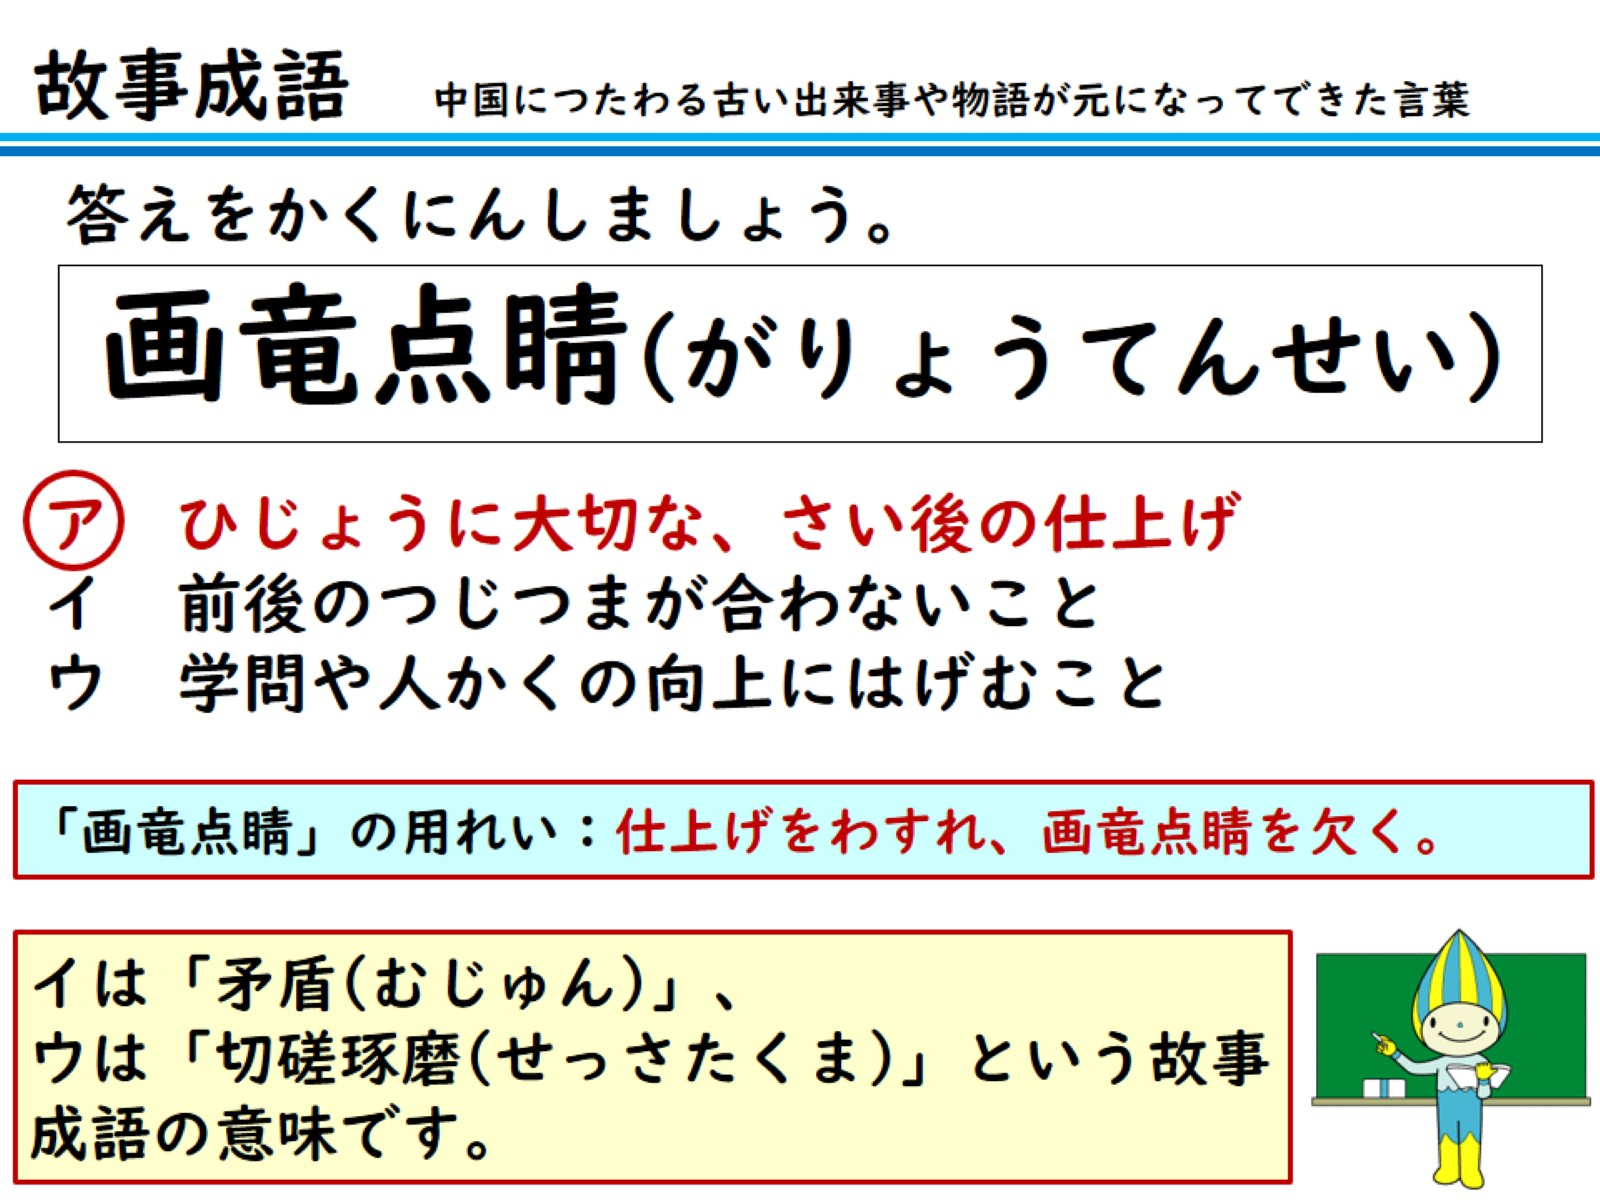 故事成語　中国につたわる古い出来事や物語が元になってできた言葉
答えをかくにんしましょう。
画竜点睛(がりょうてんせい)
ア　ひじょうに大切な、さい後の仕上げ
イ　前後のつじつまが合わないこと
ウ　学問や人かくの向上にはげむこと
「画竜点睛」の用れい：仕上げをわすれ、画竜点睛を欠く。
イは「矛盾(むじゅん)」、
ウは「切磋琢磨(せっさたくま)」という故事
成語の意味です。